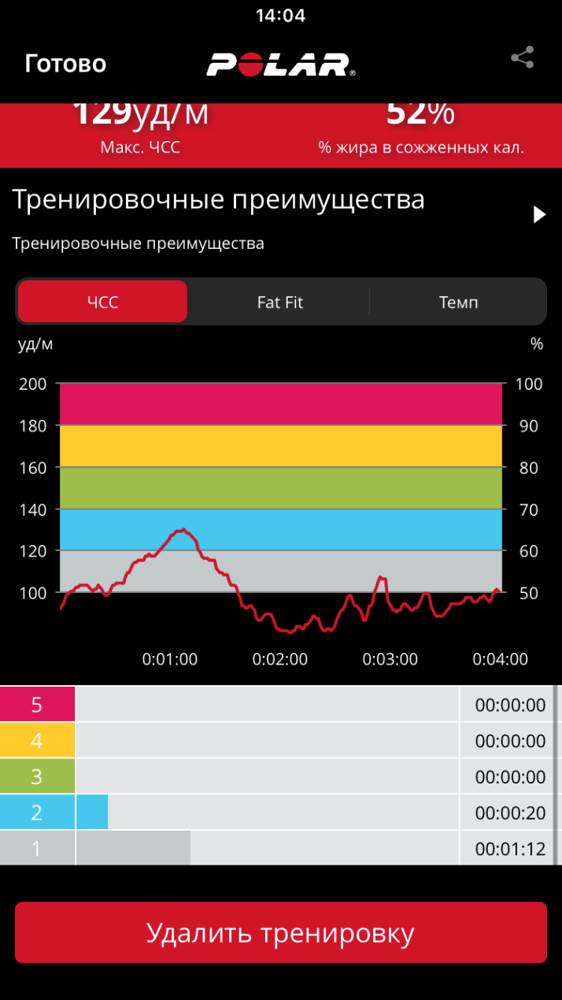 14:04
Готово
POLAR®
129уд/м 52%
Макс. ЧСС % жира в сожженных кал.
Тренировочные преимущества
Тренировочные преимущества
ЧСС Fat Fit Темп
уд/м %
200 100
180 90
160 80
140 70
120 60
100 50
0:01:00 0:02:00 0:03:00 0:04:00
5 00:00:00
4 00:00:00
3 00:00:00
2 00:00:20
1 00:01:12
Удалить тренировку